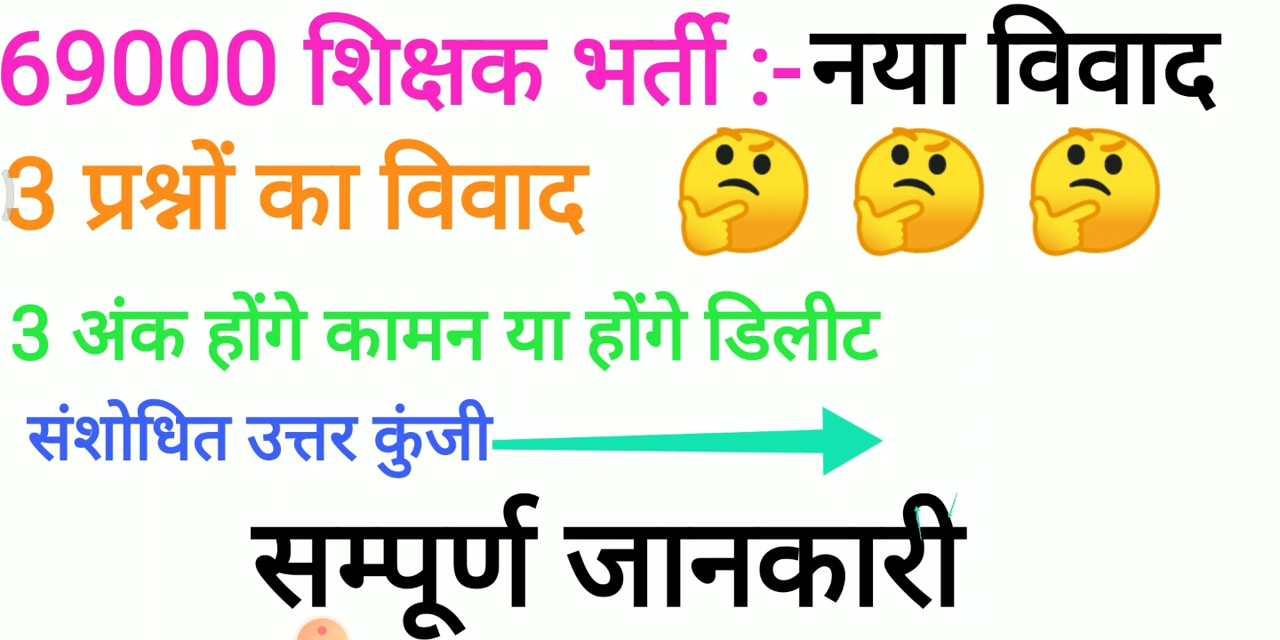 69000 शिक्षक भर्ती :-नया विवाद
3 प्रश्नों का विवाद
3 अंक होंगे कामन या होंगे डिलीट
संशोधित उत्तर कुंजी
सम्पूर्ण जानकारी